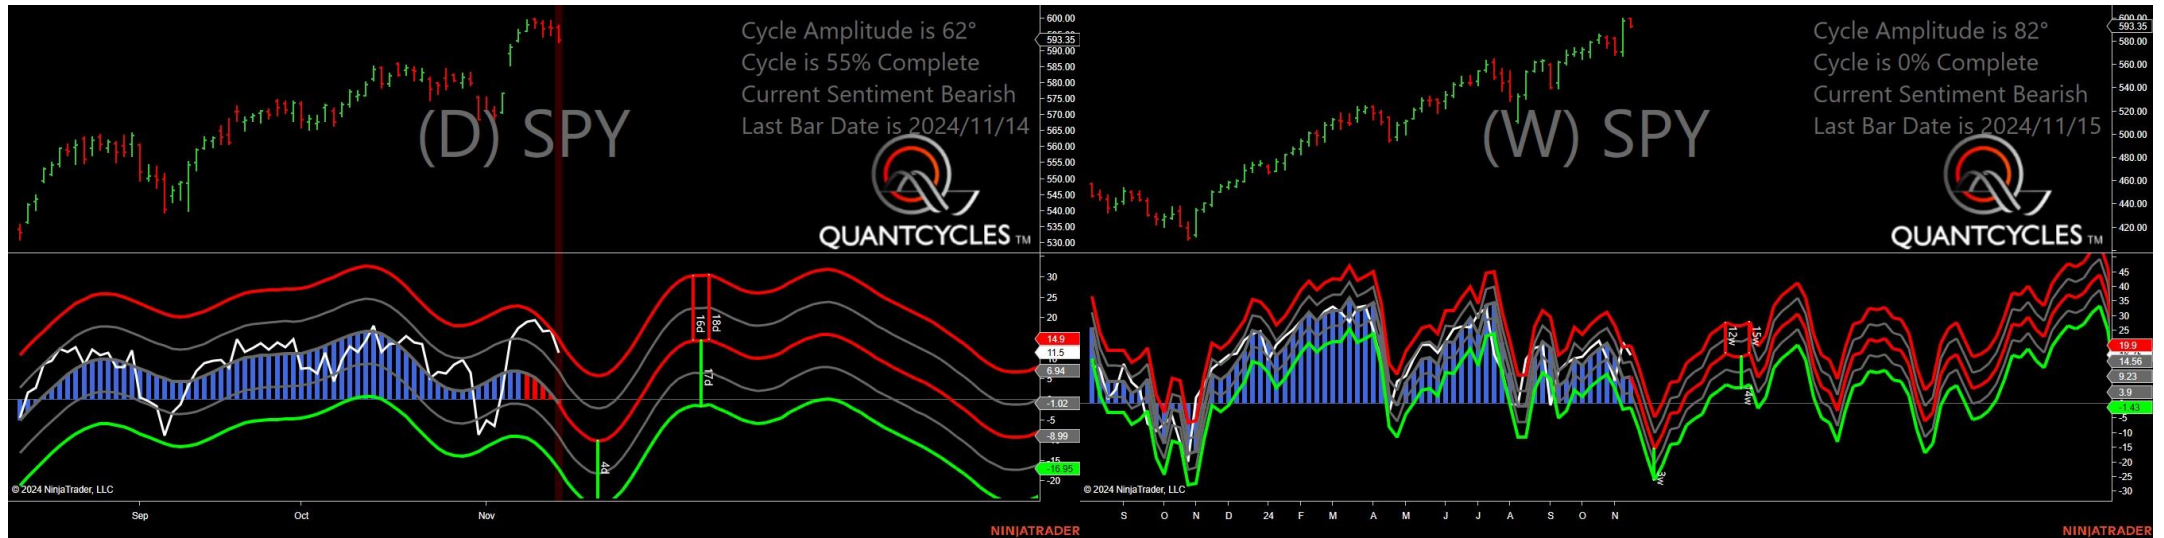 Cycle Amplitude is 62°
Cycle is 55% Complete
Current Sentiment Bearish
Last Bar Date is 2024/11/14
(D) SPY
QUANTCYCLES TM
600.00
593.35
590.00
585.00
580.00
575.00
570.00
565.00
560.00
555.00
550.00
545.00
540.00
535.00
530.00
30
25
20
14.9
11.5
6.94
5
-1.02
-5
-8.99
-15
-16.95
-20
16d
18d
17d
4d
© 2024 NinjaTrader, LLC
Sep Oct Nov
NINJATRADER
Cycle Amplitude is 82°
Cycle is 0% Complete
Current Sentiment Bearish
Last Bar Date is 2024/11/15
(W) SPY
QUANTCYCLES TM
600.00
593.35
580.00
560.00
540.00
520.00
500.00
480.00
460.00
440.00
420.00
45
40
35
30
25
19.9
14.56
9.23
3.9
-1.43
-5
-10
-15
-20
-25
-30
12w
15w
3w
© 2024 NinjaTrader, LLC
S O N D 24 F M A M J J A S O N
NINJATRADER